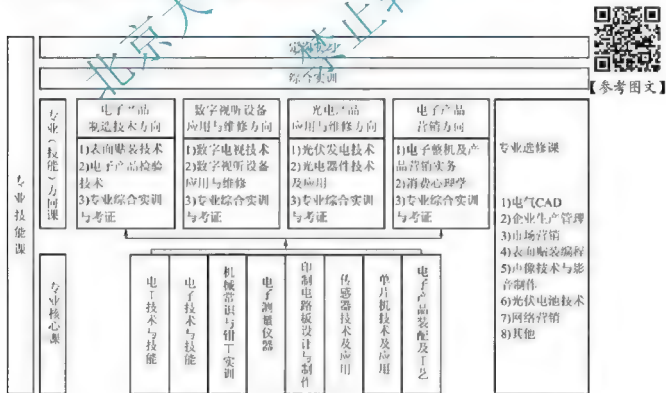 北京大
禁止
【参考图文】
综合实训
专业技能课
专业（技能）方向课
电子产品
制造技术方向
1)表面贴装技术
2)电子产品检验
技术
3)专业综合实训
与考证
数字视听设备
应用与维修方向
1)数字电视技术
2)数字视听设备
应用与维修
3)专业综合实训
与考证
光电产品
应用与维修方向
1)光伏发电技术
2)光电器件技术
及应用
3)专业综合实训
与考证
电子产品
营销方向
1)电子整机及产
品营销实务
2)消费心理学
3)专业综合实训
与考证
专业选修课
1)电气CAD
2)企业生产管理
3)市场营销
4)表面贴装编程
5)声像技术与影
音制作
6)光伏电池技术
7)网络营销
8)其他
专业核心课
电工技术与技能
电子技术与技能
机械常识与钳工实训
电子测量仪器
印制电路板设计与制作
传感器技术及应用
单片机技术及应用
电子产品装配及工艺